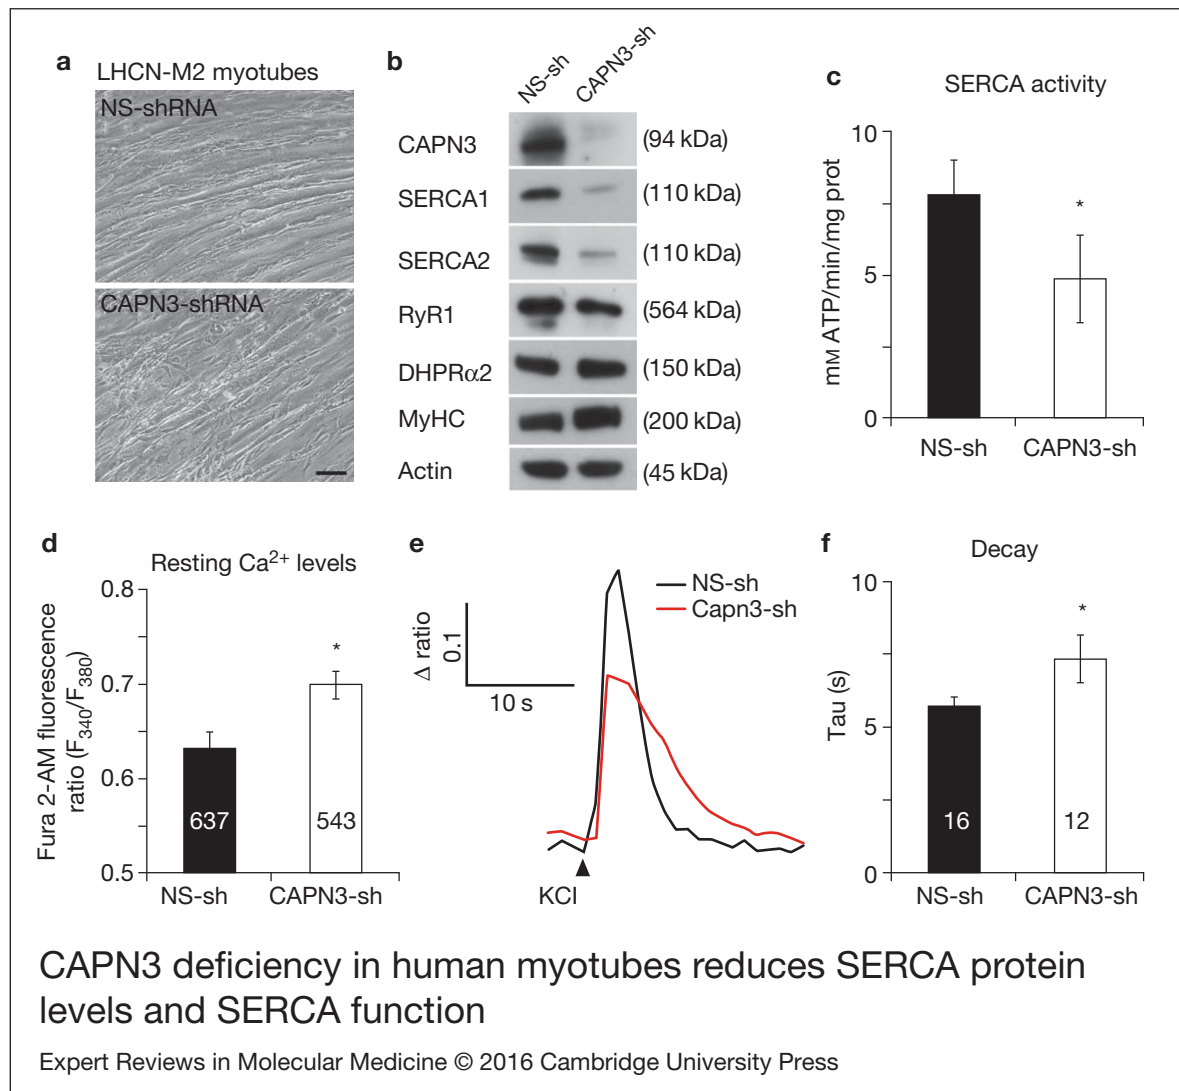 a
LHCN-M2 myotubes
NS-shRNA
CAPN3-shRNA
b
NS-sh
CAPN3-sh
CAPN3 (94 kDa)
SERCA1 (110 kDa)
SERCA2 (110 kDa)
RyR1 (564 kDa)
DHPRα2 (150 kDa)
MyHC (200 kDa)
Actin (45 kDa)
c
SERCA activity
mM ATP/min/mg prot
10
5
0
*
NS-sh CAPN3-sh
d
Resting Ca²⁺ levels
Fura 2-AM fluorescence
ratio (F₃₄₀/F₃₈₀)
0.8
0.7
0.6
0.5
*
637 543
NS-sh CAPN3-sh
e
NS-sh
Capn3-sh
Δ ratio
0.1
10 s
KCl
f
Decay
Tau (s)
10
5
0
*
16 12
NS-sh CAPN3-sh
CAPN3 deficiency in human myotubes reduces SERCA protein
levels and SERCA function
Expert Reviews in Molecular Medicine © 2016 Cambridge University Press